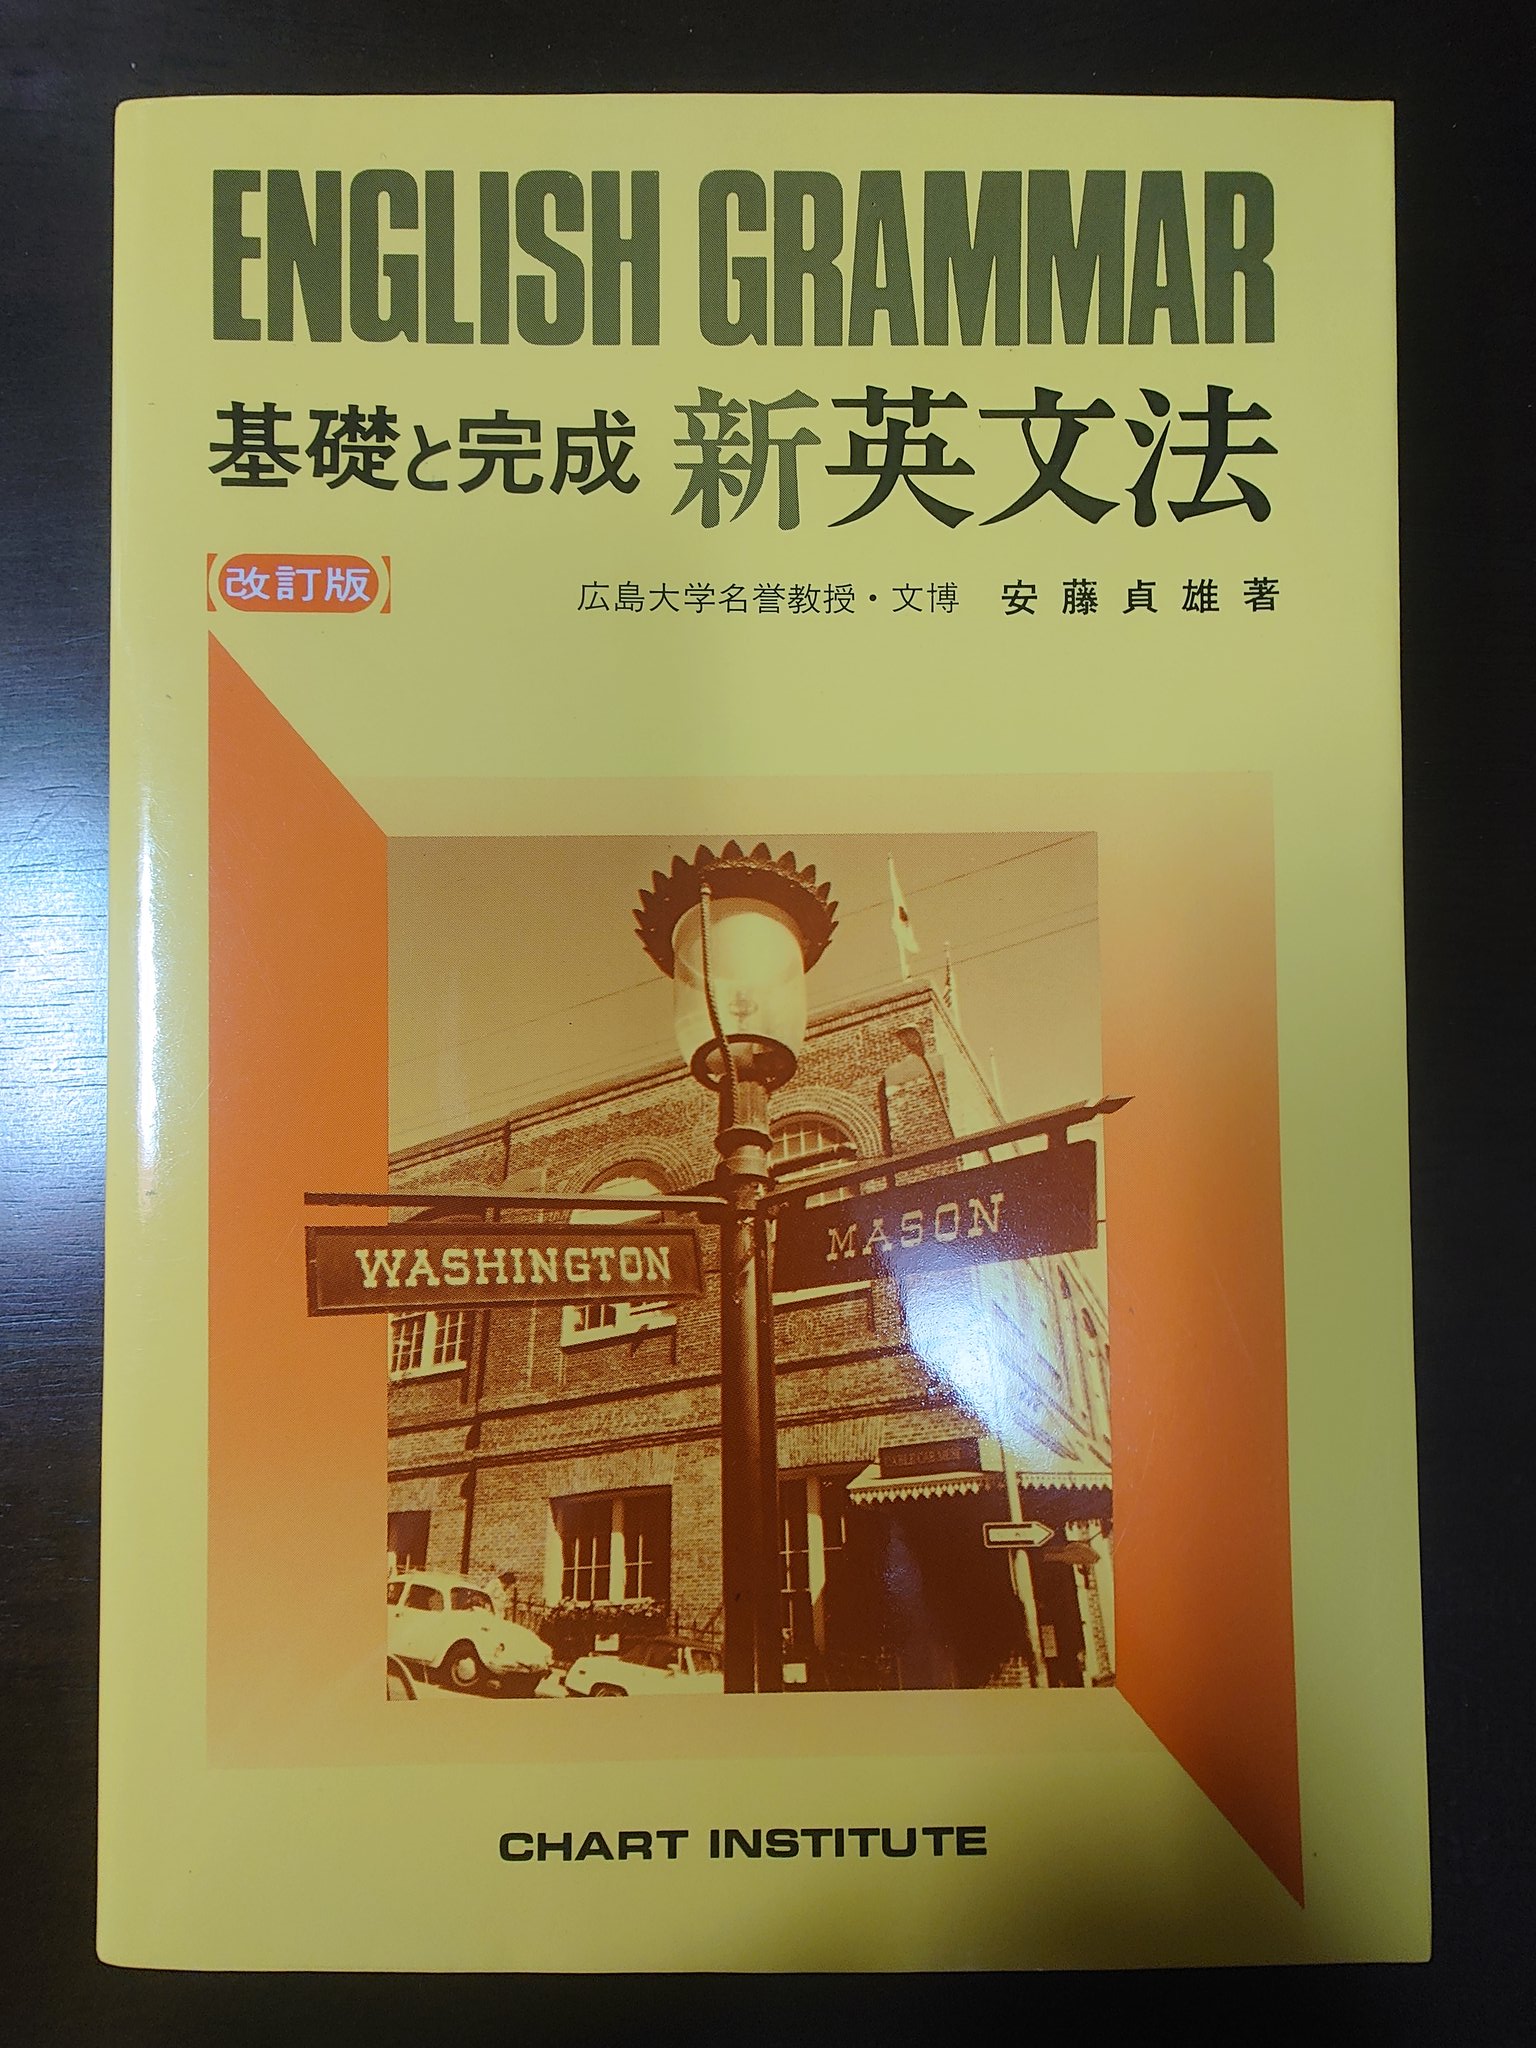 ENGLISH GRAMMAR
基礎と完成 新英文法
【改訂版】
広島大学名誉教授・文博 安藤貞雄著
WASHINGTON
MASON
CHART INSTITUTE